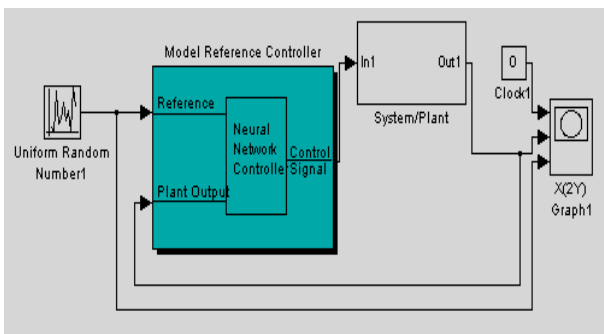 Model Reference Controller
Reference
Plant Output
Neural
Network
Controller
Control
Signal
Uniform Random
Number1
In1
Out1
System/Plant
0
Clock1
X(2Y)
Graph1